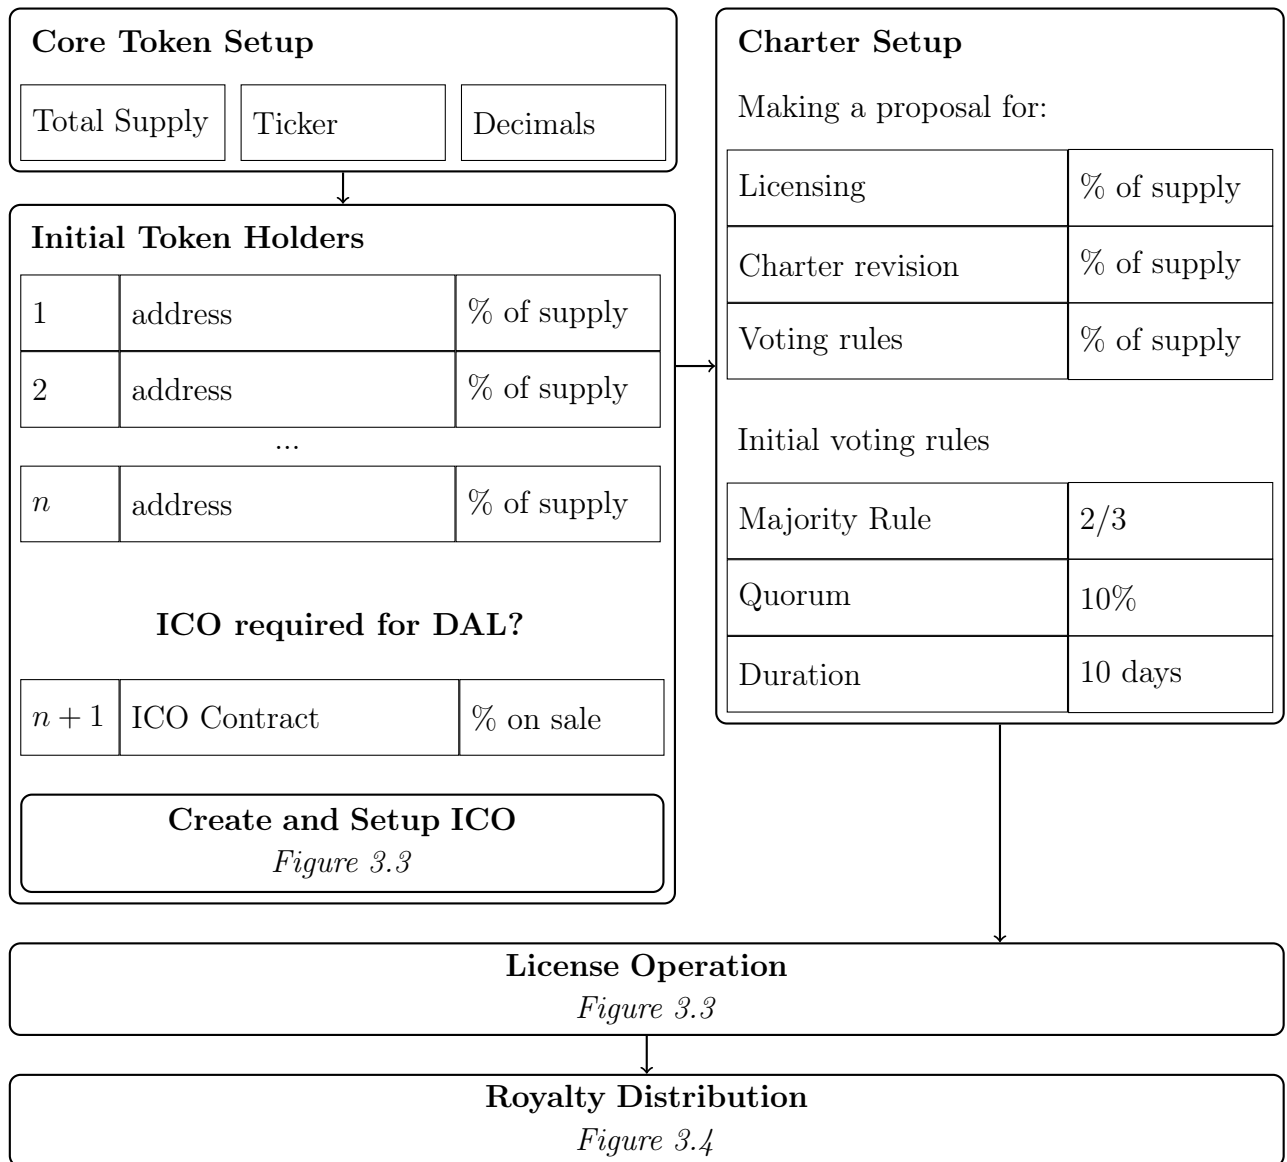 Core Token Setup
Total Supply Ticker Decimals
Initial Token Holders
1 address % of supply
2 address % of supply
...
n address % of supply
ICO required for DAL?
n + 1 ICO Contract % on sale
Create and Setup ICO
Figure 3.3
Charter Setup
Making a proposal for:
Licensing % of supply
Charter revision % of supply
Voting rules % of supply
Initial voting rules
Majority Rule 2/3
Quorum 10%
Duration 10 days
License Operation
Figure 3.3
Royalty Distribution
Figure 3.4